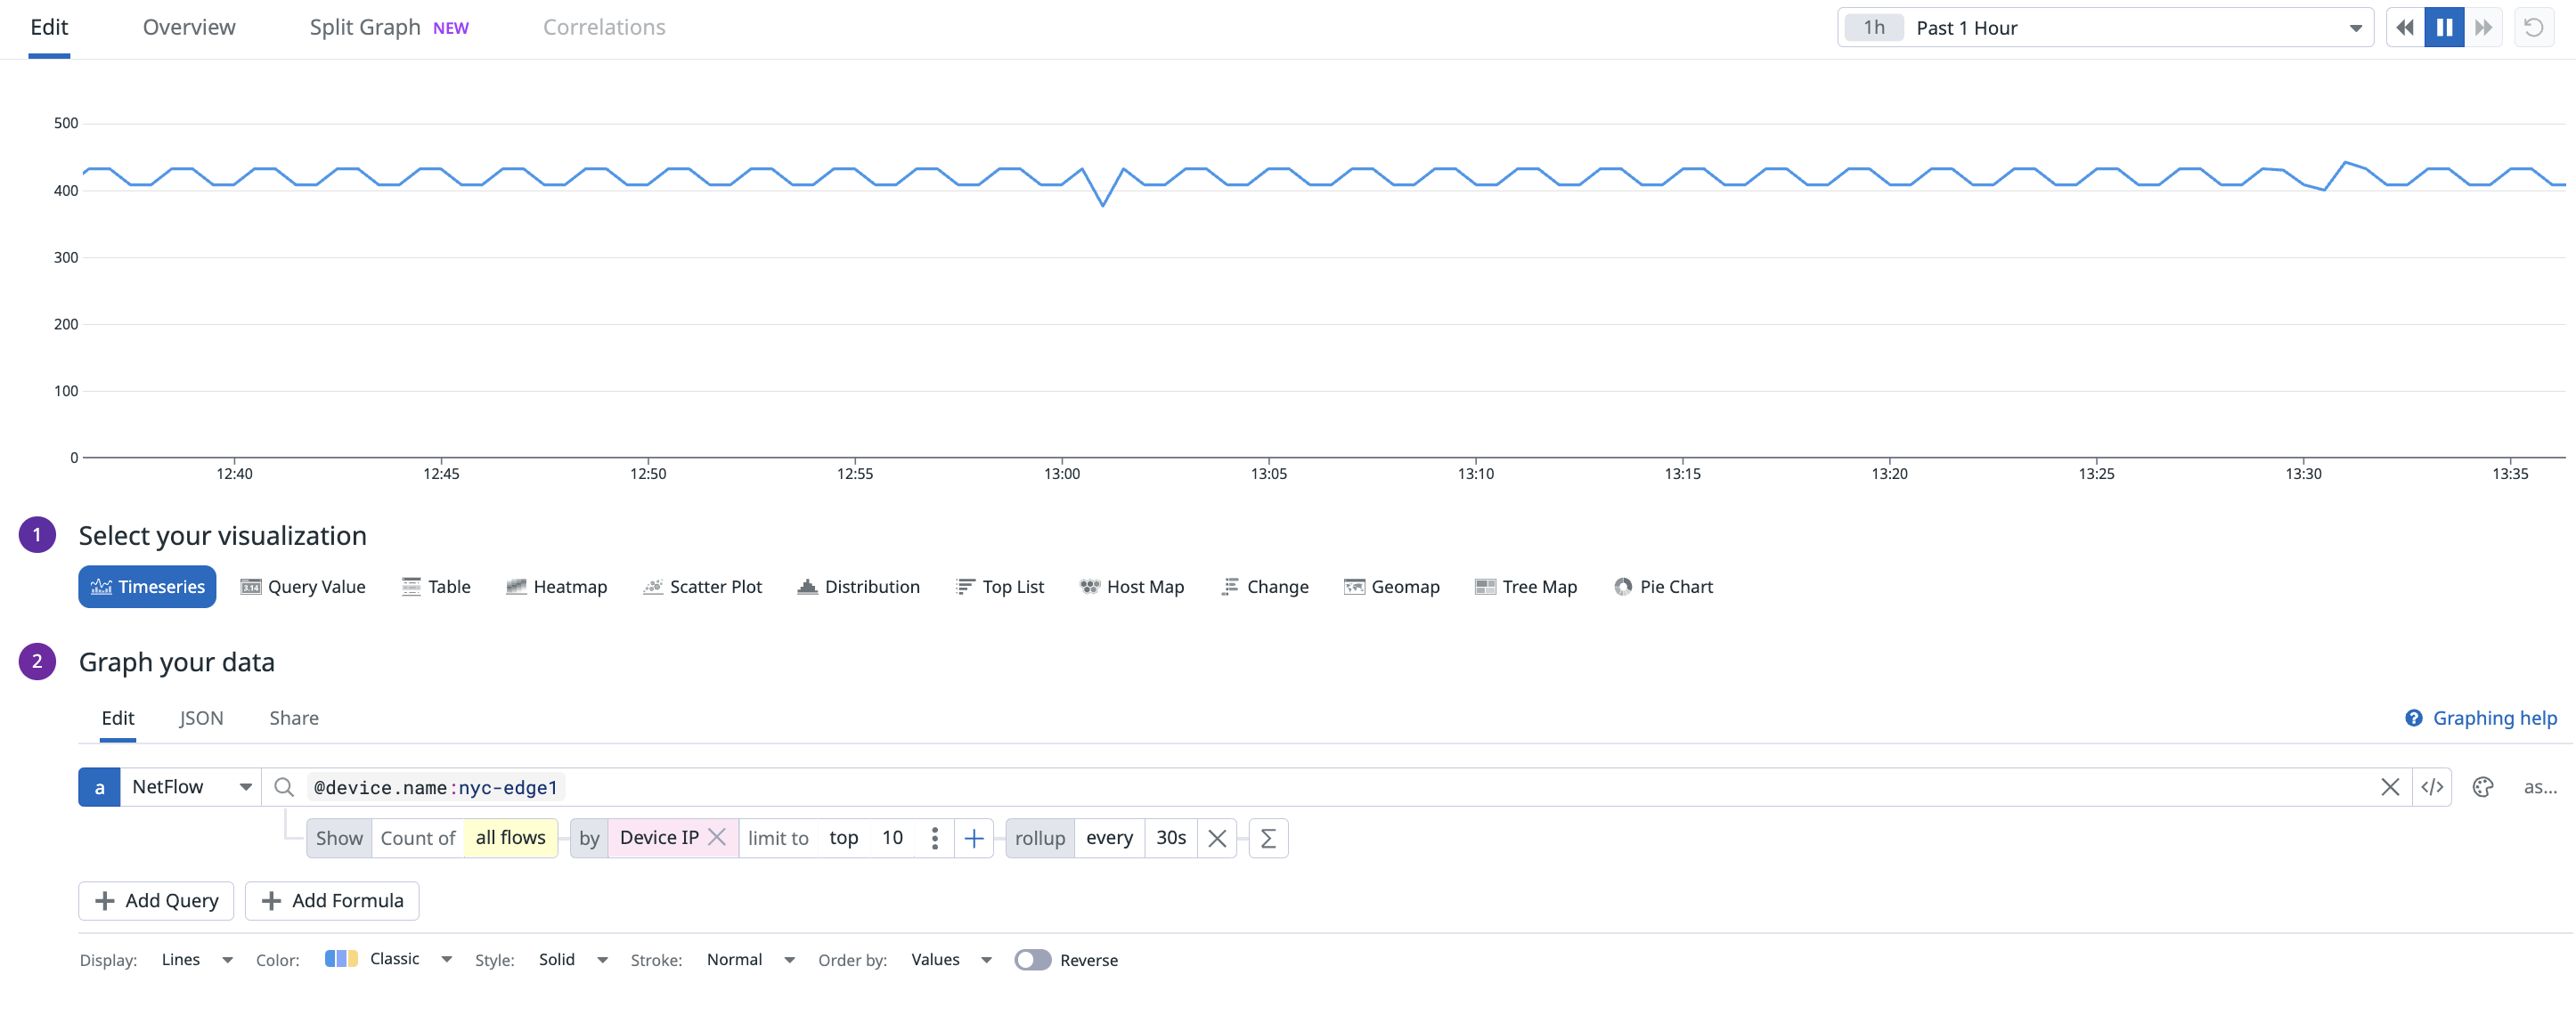 Edit Overview Split Graph NEW Correlations 1h Past 1 Hour
500
400
300
200
100
0
12:40 12:45 12:50 12:55 13:00 13:05 13:10 13:15 13:20 13:25 13:30 13:35
1 Select your visualization
Timeseries Query Value Table Heatmap Scatter Plot Distribution Top List Host Map Change Geomap Tree Map Pie Chart
2 Graph your data
Edit JSON Share ? Graphing help
a NetFlow @device.name:nyc-edge1 </> as...
Show Count of all flows by Device IP limit to top 10 rollup every 30s Σ
+ Add Query + Add Formula
Display: Lines Color: Classic Style: Solid Stroke: Normal Order by: Values Reverse